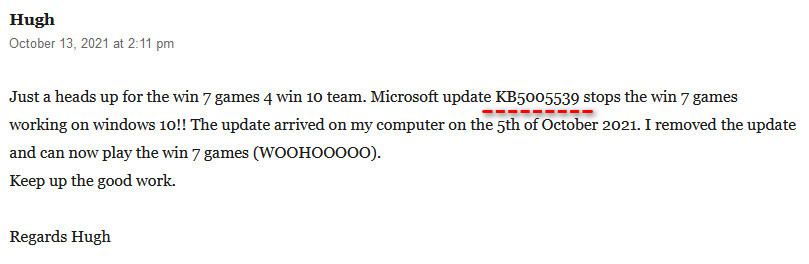 Hugh
October 13, 2021 at 2:11 pm
Just a heads up for the win 7 games 4 win 10 team. Microsoft update KB5005539 stops the win 7 games
working on windows 10!! The update arrived on my computer on the 5th of October 2021. I removed the update
and can now play the win 7 games (WOOHOOOOO).
Keep up the good work.
Regards Hugh